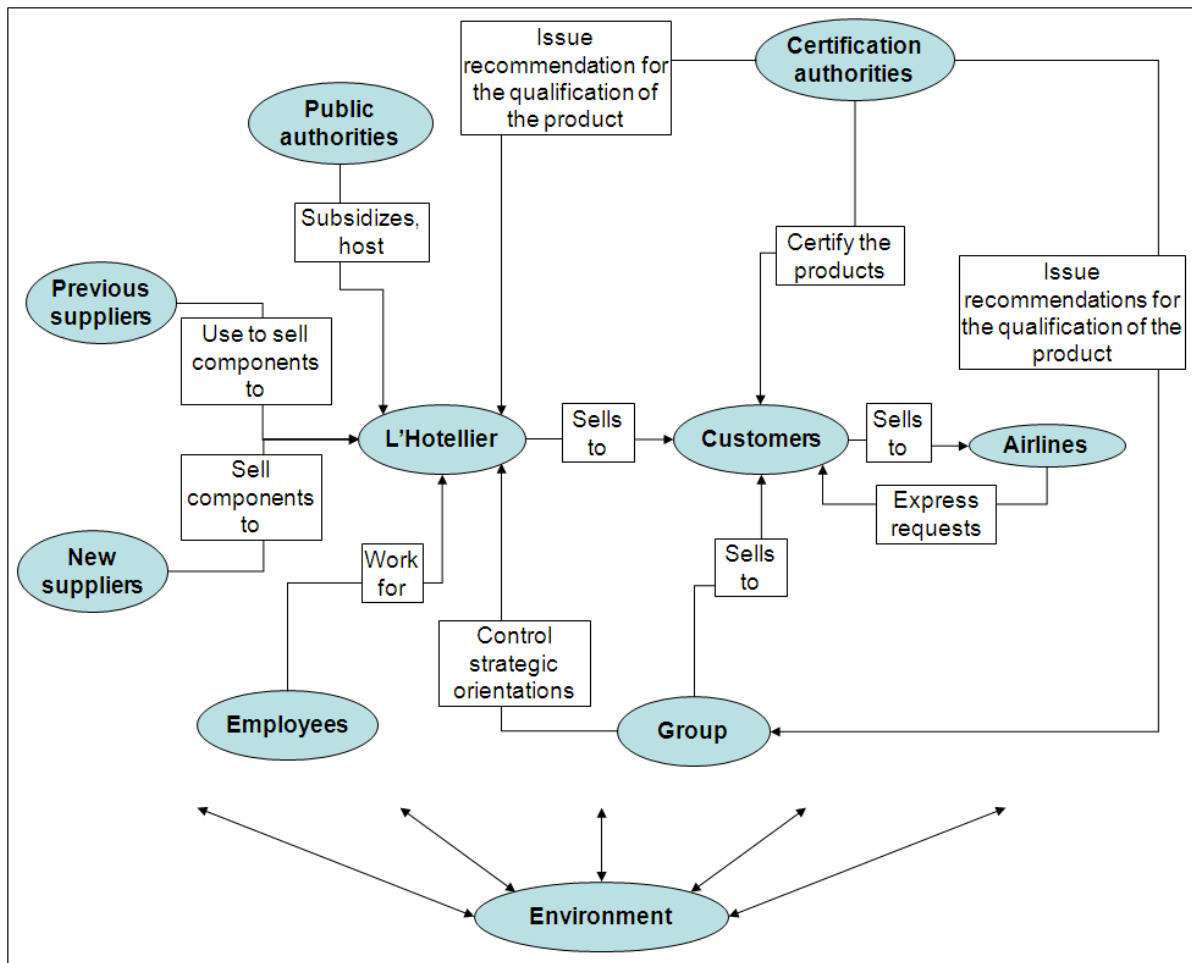 Issue
recommendation for
the qualification of
the product
Certification
authorities
Public
authorities
Subsidizes,
host
Certify the
products
Previous
suppliers
Issue
recommendations for
the qualification of the
product
Use to sell
components
to
L'Hotellier
Sells
to
Customers
Sells
to
Airlines
Sell
components
to
Express
requests
New
suppliers
Work
for
Sells
to
Control
strategic
orientations
Employees
Group
Environment